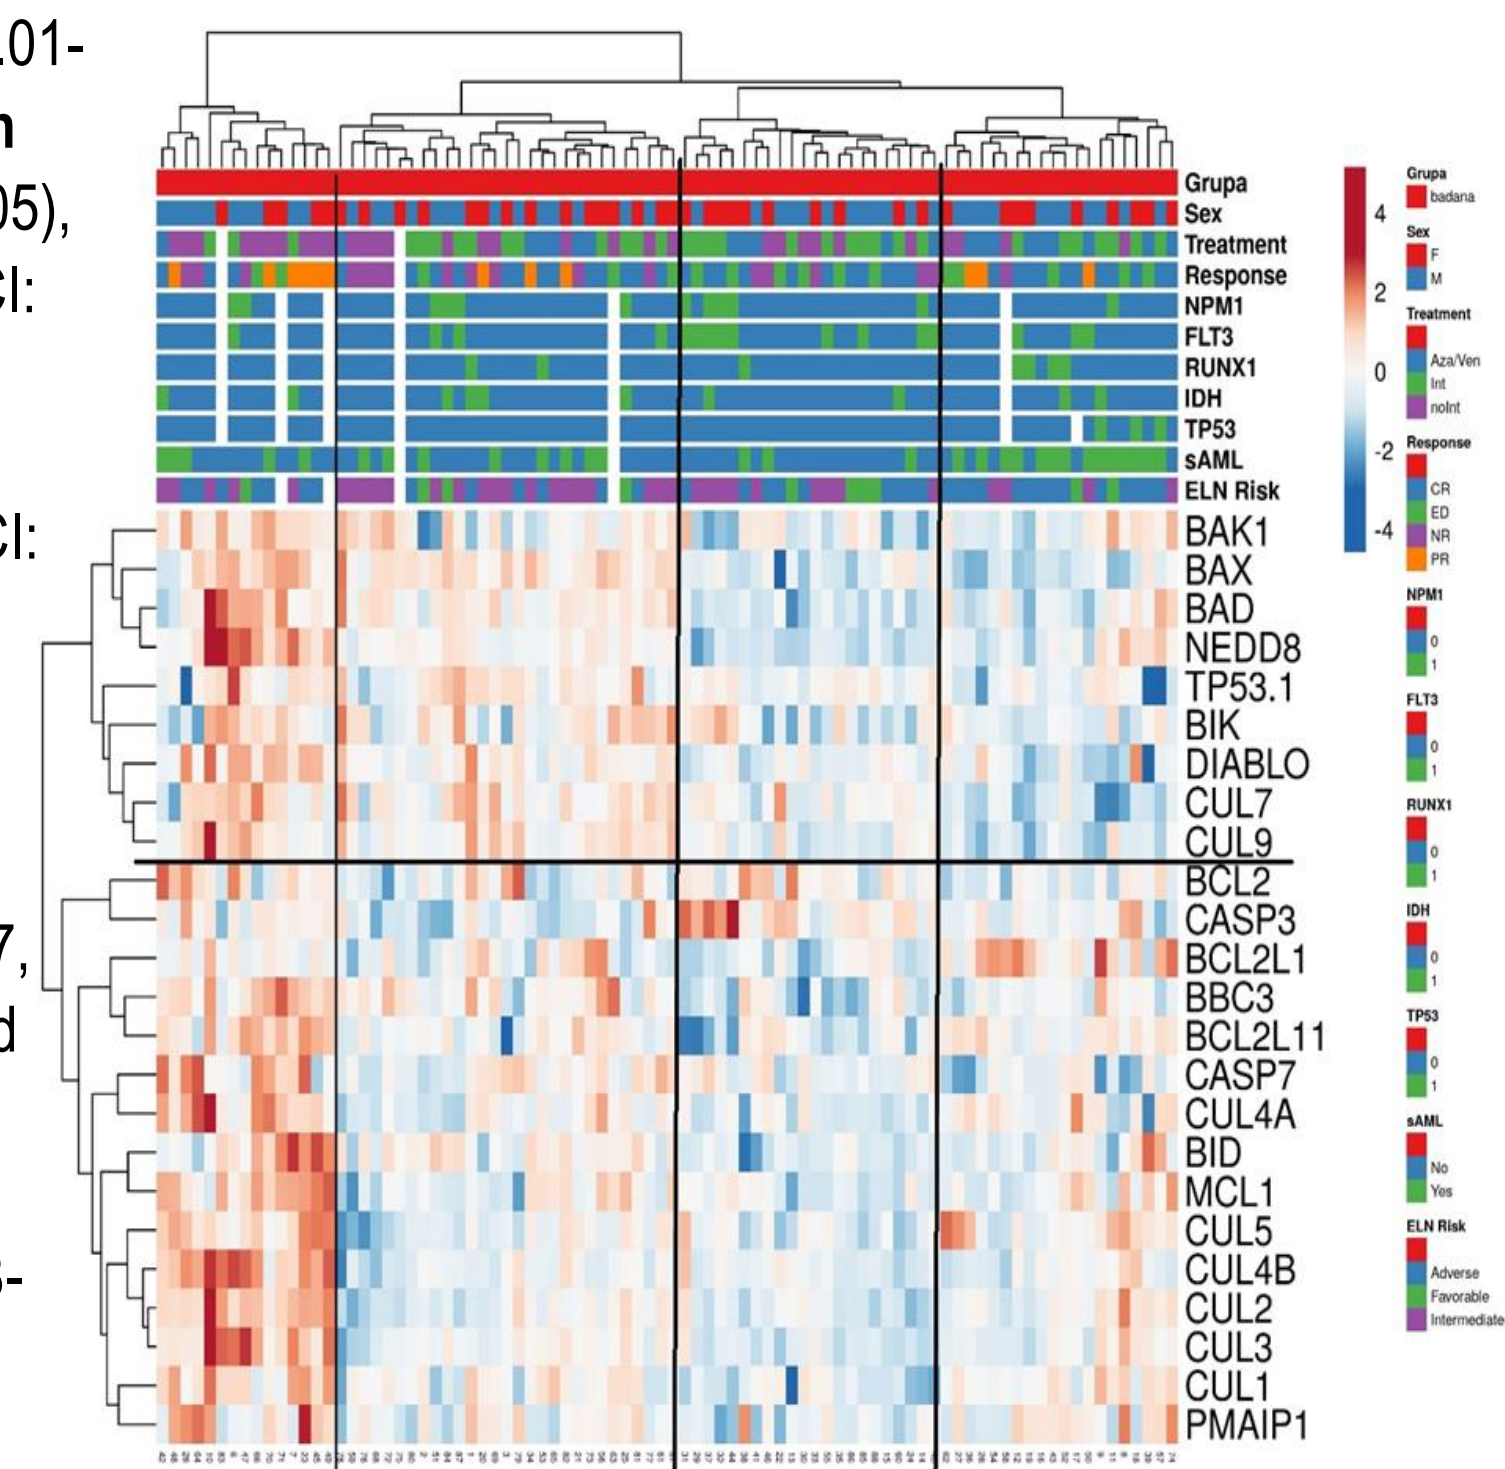 .01-
n
05),
CI:
CI:
7,
d
3-
Grupa
Sex
Treatment
Response
NPM1
FLT3
RUNX1
IDH
TP53
sAML
ELN Risk
BAK1
BAX
BAD
NEDD8
TP53.1
BIK
DIABLO
CUL7
CUL9
BCL2
CASP3
BCL2L1
BBC3
BCL2L11
CASP7
CUL4A
BID
MCL1
CUL5
CUL4B
CUL2
CUL3
CUL1
PMAIP1
4
2
0
-2
-4
Grupa
badana
Sex
F
M
Treatment
Aza/Ven
Int
noInt
Response
CR
ED
NR
PR
NPM1
0
1
FLT3
0
1
RUNX1
0
1
IDH
0
1
TP53
0
1
sAML
No
Yes
ELN Risk
Adverse
Favorable
Intermediate